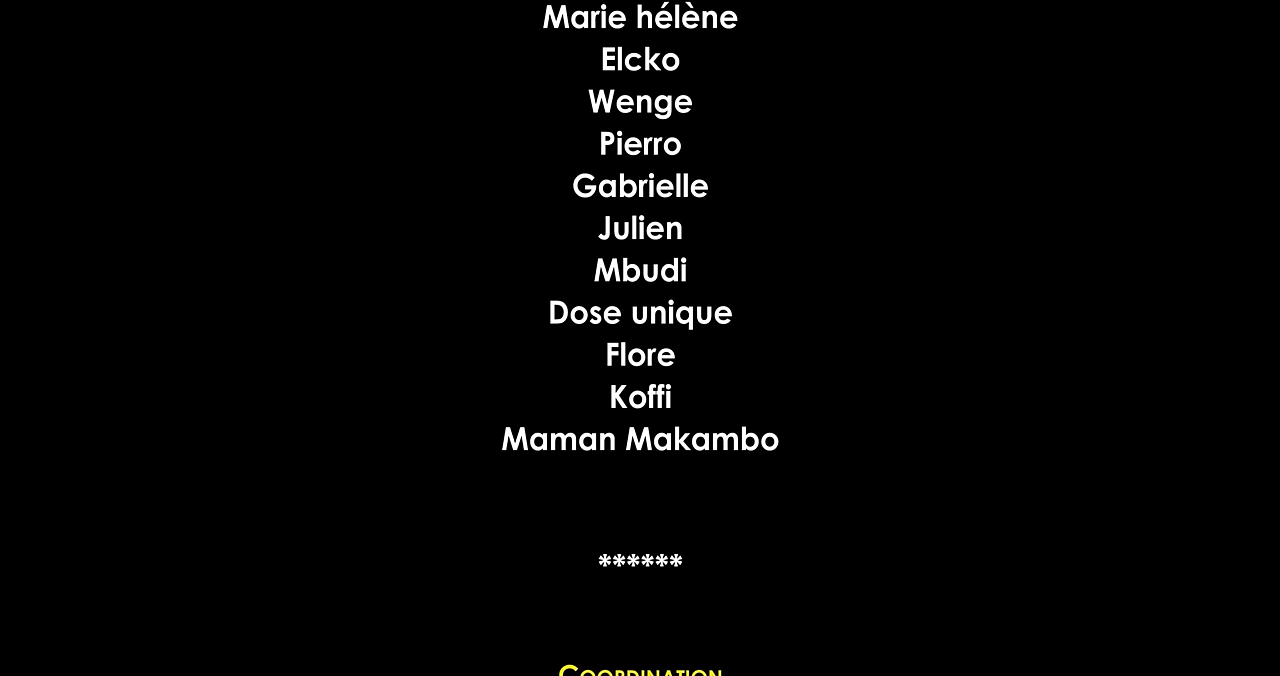 Marie hélène
Elcko
Wenge
Pierro
Gabrielle
Julien
Mbudi
Dose unique
Flore
Koffi
Maman Makambo
******
Coordination